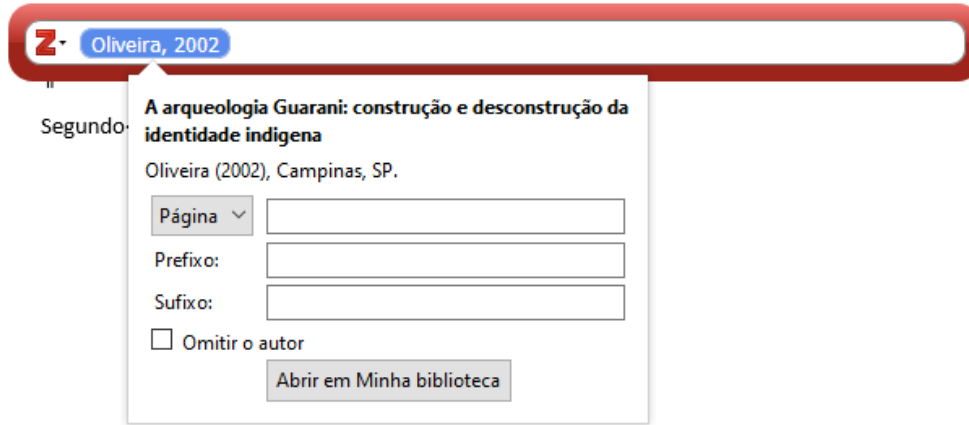 Z Oliveira, 2002
A arqueologia Guarani: construção e desconstrução da
Segundo· identidade indigena
Oliveira (2002), Campinas, SP.
Página
Prefixo:
Sufixo:
Omitir o autor
Abrir em Minha biblioteca